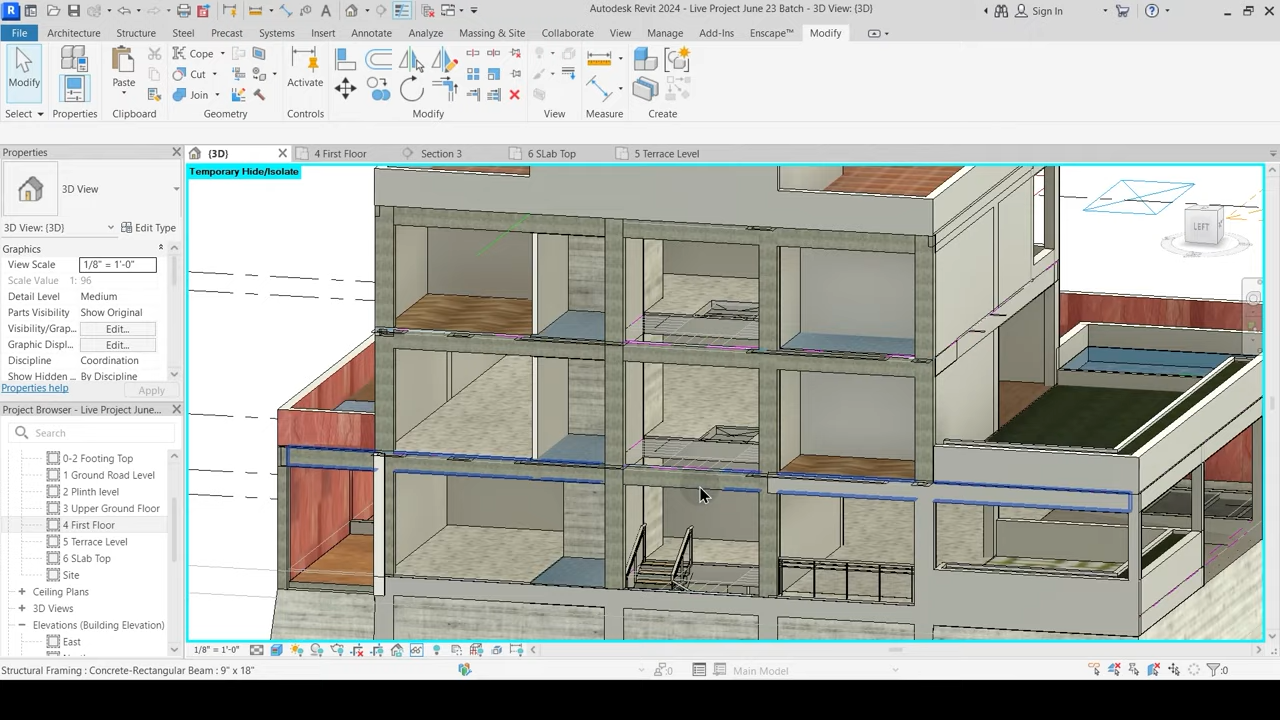 Autodesk Revit 2024 - Live Project June 23 Batch - 3D View: {3D}
Sign In
File Architecture Structure Steel Precast Systems Insert Annotate Analyze Massing & Site Collaborate View Manage Add-Ins Enscape™ Modify
Modify
Properties
Paste
Cope
Cut
Join
Activate
Select Properties Clipboard Geometry Controls Modify View Measure Create
Properties
{3D} 4 First Floor Section 3 6 SLab Top 5 Terrace Level
Temporary Hide/Isolate
3D View
3D View: {3D} Edit Type
Graphics
View Scale 1/8" = 1'-0"
Scale Value 1: 96
Detail Level Medium
Parts Visibility Show Original
Visibility/Grap... Edit...
Graphic Displ... Edit...
Discipline Coordination
Show Hidden By Discipline
Properties help Apply
Project Browser - Live Project June...
Search
0-2 Footing Top
1 Ground Road Level
2 Plinth level
3 Upper Ground Floor
4 First Floor
5 Terrace Level
6 SLab Top
Site
Ceiling Plans
3D Views
Elevations (Building Elevation)
East
LEFT
1/8" = 1'-0"
Structural Framing : Concrete-Rectangular Beam : 9" x 18"
:0
Main Model
:0